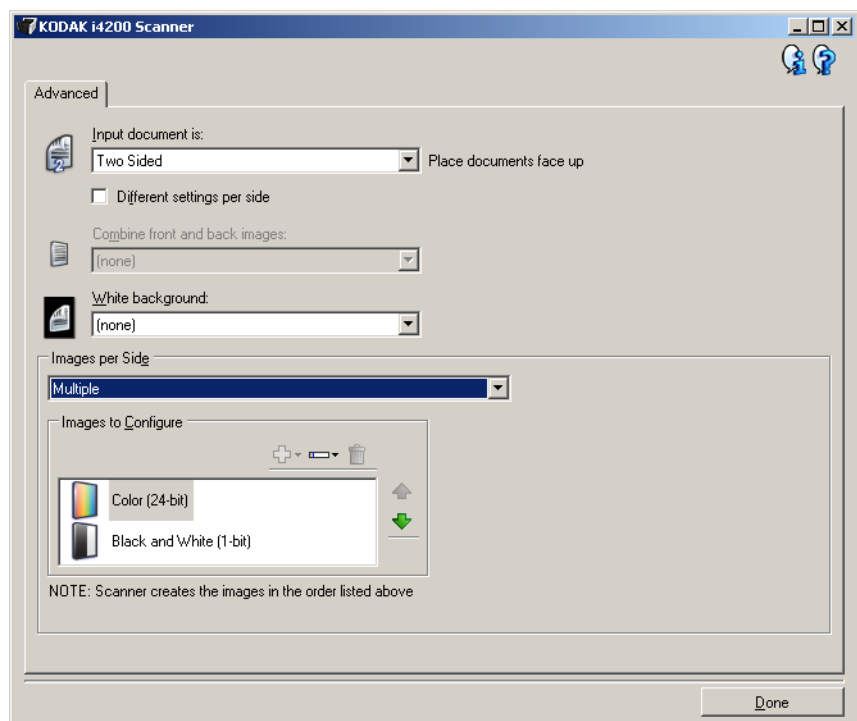 KODAK i4200 Scanner
Advanced
Input document is:
Two Sided
Place documents face up
Different settings per side
Combine front and back images:
(none)
White background:
(none)
Images per Side
Multiple
Images to Configure
Color (24-bit)
Black and White (1-bit)
NOTE: Scanner creates the images in the order listed above
Done